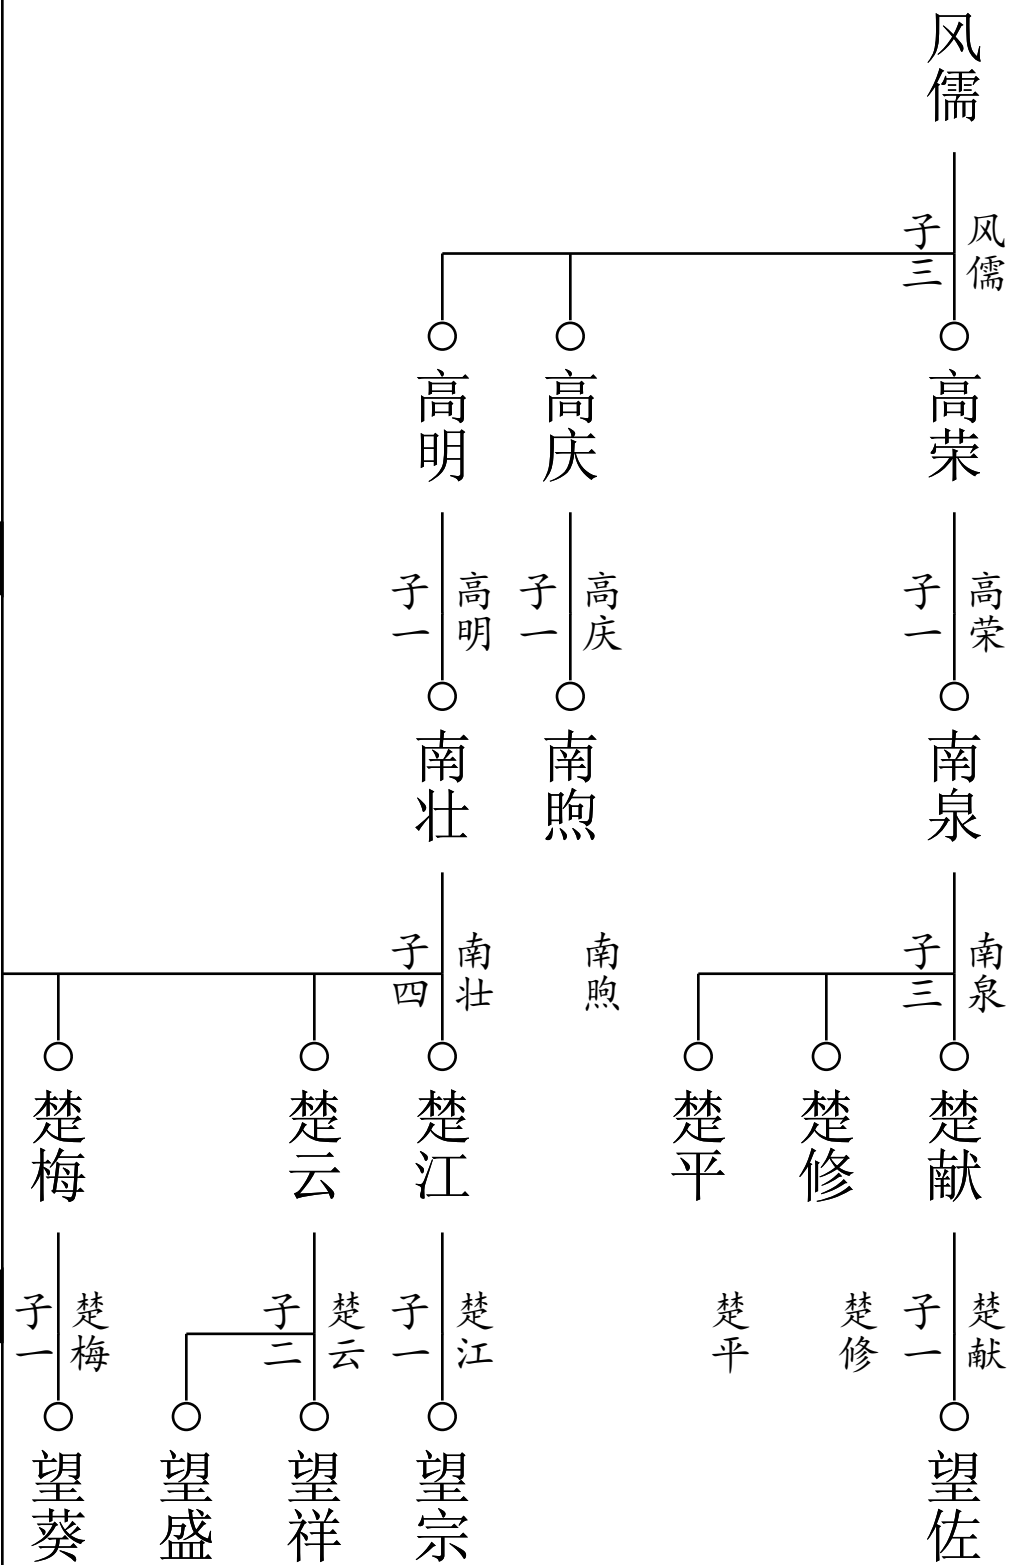 风儒
风儒
子三
高荣
高庆
高明
高荣
子一
高庆
子一
高明
子一
南泉
南煦
南壮
南泉
子三
南煦
南壮
子四
楚献
楚修
楚平
楚江
楚云
楚梅
楚献
子一
楚修
楚平
楚江
子一
楚云
子二
楚梅
子一
望佐
望宗
望祥
望盛
望葵